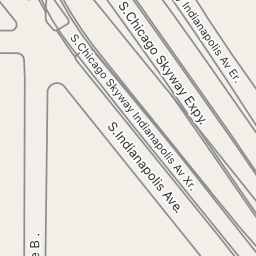 Indianapolis Av Er.
S.Chicago Skyway Expy.
S.Chicago Skyway Indianapolis Av Xr.
S.Indianapolis Ave.
B.